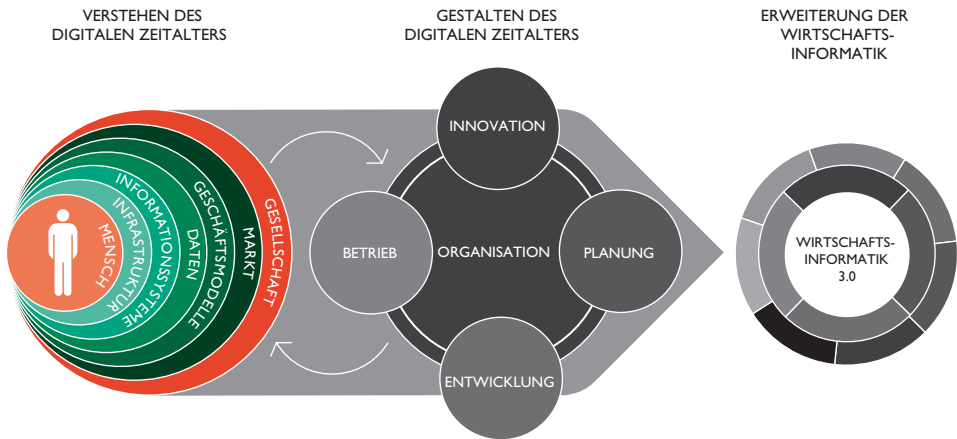 VERSTEHEN DES
DIGITALEN ZEITALTERS
GESTALTEN DES
DIGITALEN ZEITALTERS
ERWEITERUNG DER
WIRTSCHAFTS-
INFORMATIK
MENSCH
INFRASTRUKTUR
INFORMATIONSSYSTEME
DATEN
GESCHÄFTSMODELLE
MARKT
GESELLSCHAFT
INNOVATION
BETRIEB
ORGANISATION
PLANUNG
ENTWICKLUNG
WIRTSCHAFTS-
INFORMATIK
3.0